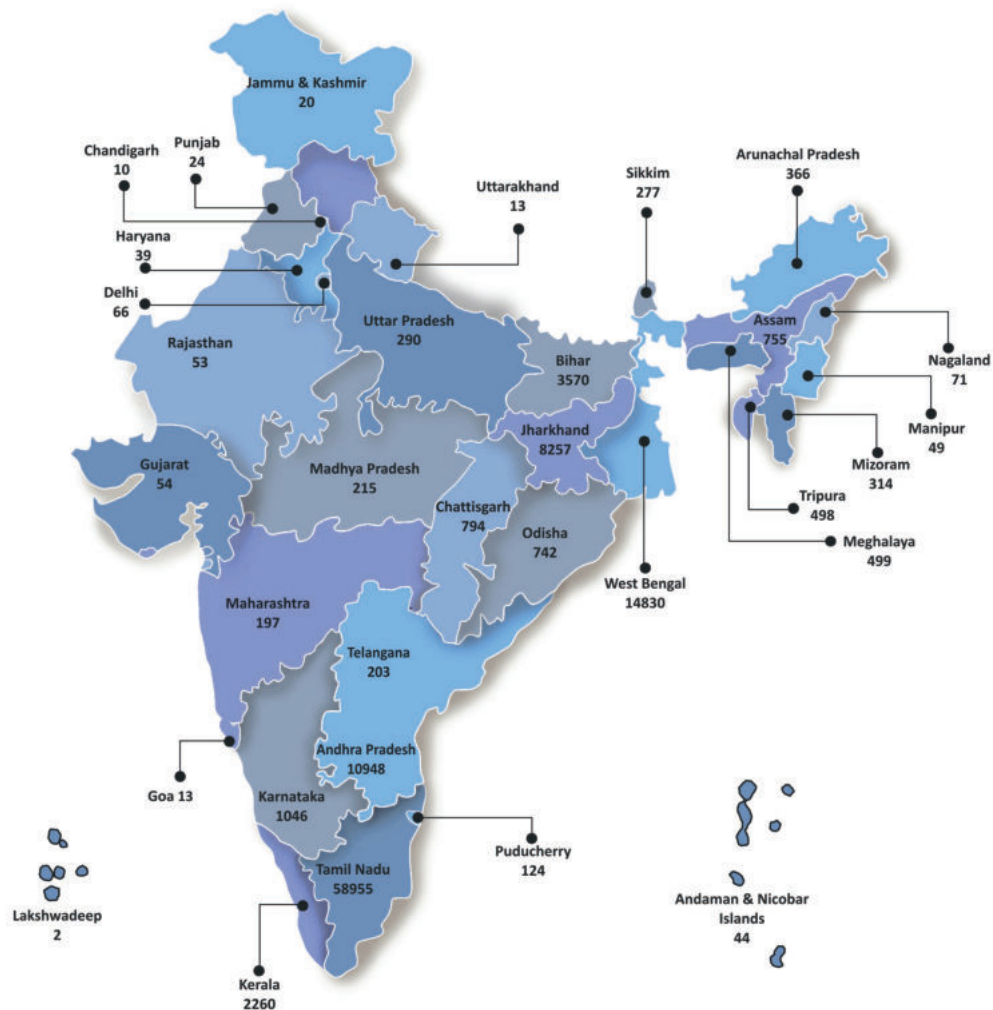 Jammu & Kashmir
20
Punjab
24
Chandigarh
10
Uttarakhand
13
Sikkim
277
Arunachal Pradesh
366
Haryana
39
Delhi
66
Rajasthan
53
Uttar Pradesh
290
Bihar
3570
Assam
755
Nagaland
71
Manipur
49
Mizoram
314
Tripura
498
Meghalaya
499
Jharkhand
8257
Gujarat
54
Madhya Pradesh
215
Chattisgarh
794
Odisha
742
West Bengal
14830
Maharashtra
197
Telangana
203
Andhra Pradesh
10948
Goa 13
Karnataka
1046
Puducherry
124
Tamil Nadu
58955
Lakshwadeep
2
Andaman & Nicobar
Islands
44
Kerala
2260